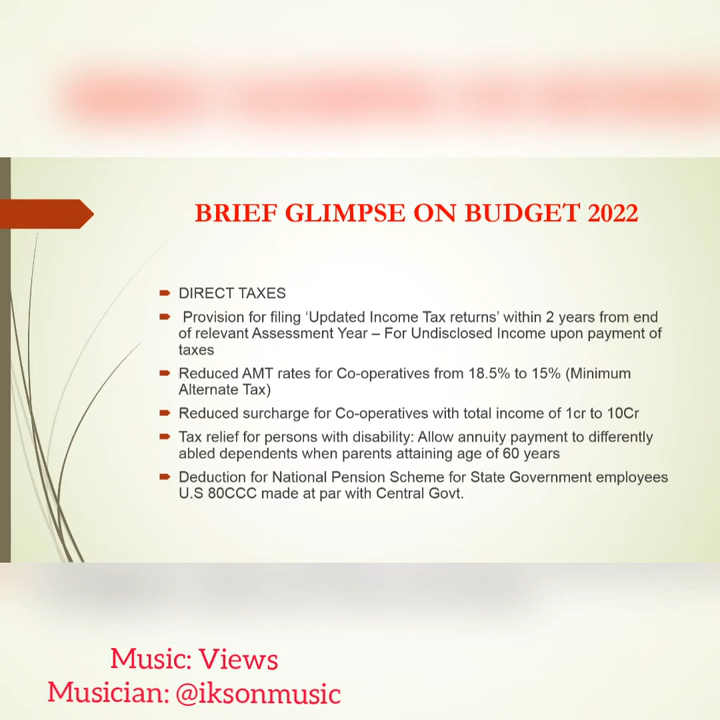 BRIEF GLIMPSE ON BUDGET 2022
DIRECT TAXES
Provision for filing ‘Updated Income Tax returns’ within 2 years from end
of relevant Assessment Year – For Undisclosed Income upon payment of
taxes
Reduced AMT rates for Co-operatives from 18.5% to 15% (Minimum
Alternate Tax)
Reduced surcharge for Co-operatives with total income of 1cr to 10Cr
Tax relief for persons with disability: Allow annuity payment to differently
abled dependents when parents attaining age of 60 years
Deduction for National Pension Scheme for State Government employees
U.S 80CCC made at par with Central Govt.
Music: Views
Musician: @iksonmusic